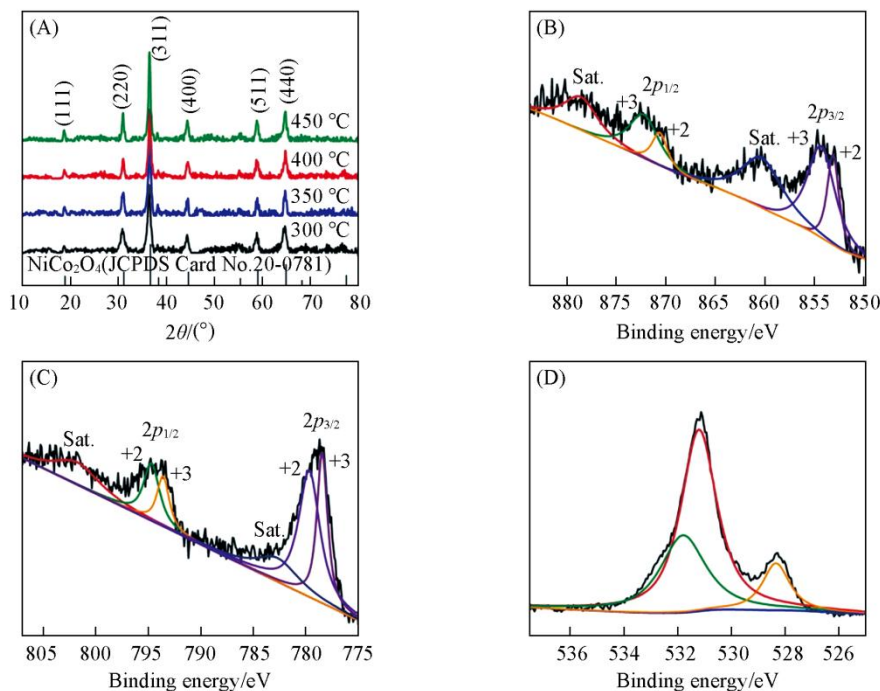 (A)
(111)
(220)
(311)
(400)
(511)
(440)
450 ℃
400 ℃
350 ℃
300 ℃
NiCo₂O₄(JCPDS Card No.20-0781)
10 20 30 40 50 60 70 80
2θ/(°)
(B)
Sat.
+3
2p₁/₂
+2
Sat.
+3
2p₃/₂
+2
880 875 870 865 860 855 850
Binding energy/eV
(C)
Sat.
+2
2p₁/₂
+3
Sat.
+2
2p₃/₂
+3
805 800 795 790 785 780 775
Binding energy/eV
(D)
536 534 532 530 528 526
Binding energy/eV